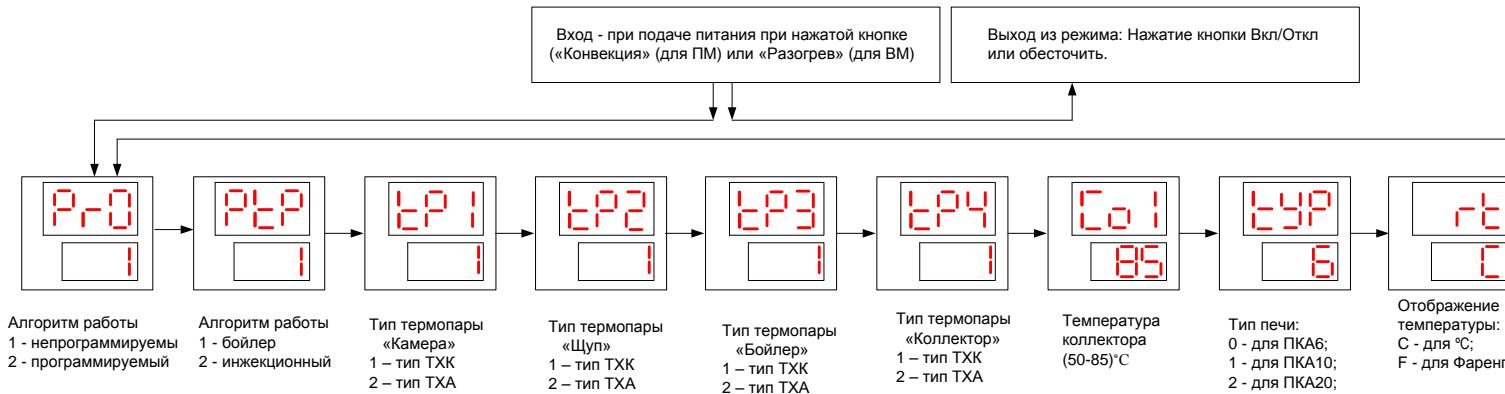 Вход - при подаче питания при нажатой кнопке
(«Конвекция» (для ПМ) или «Разогрев» (для ВМ)
Выход из режима: Нажатие кнопки Вкл/Откл
или обесточить.
Pr0
1
PtP
1
tP1
1
tP2
1
tP3
1
tP4
1
Co1
85
tYP
6
rt
C
Алгоритм работы
1 - непрограммируемы
2 - программируемый
Алгоритм работы
1 - бойлер
2 - инжекционный
Тип термопары
«Камера»
1 – тип ТХК
2 – тип ТХА
Тип термопары
«Щуп»
1 – тип ТХК
2 – тип ТХА
Тип термопары
«Бойлер»
1 – тип ТХК
2 – тип ТХА
Тип термопары
«Коллектор»
1 – тип ТХК
2 – тип ТХА
Температура
коллектора
(50-85)°С
Тип печи:
0 - для ПКА6;
1 - для ПКА10;
2 - для ПКА20;
Отображение
температуры:
С - для °С;
F - для Фаренг